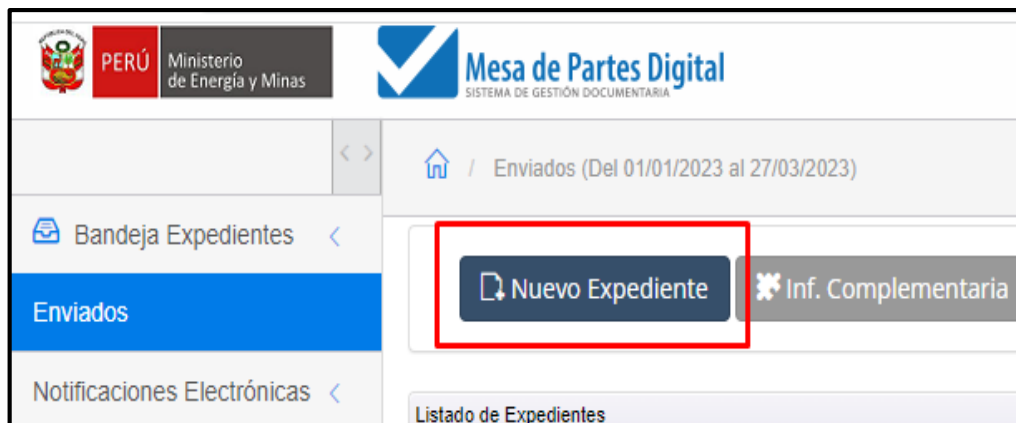 PERÚ
Ministerio
de Energía y Minas
Mesa de Partes Digital
SISTEMA DE GESTIÓN DOCUMENTARIA
/ Enviados (Del 01/01/2023 al 27/03/2023)
Bandeja Expedientes
Enviados
Notificaciones Electrónicas
Nuevo Expediente
Inf. Complementaria
Listado de Expedientes